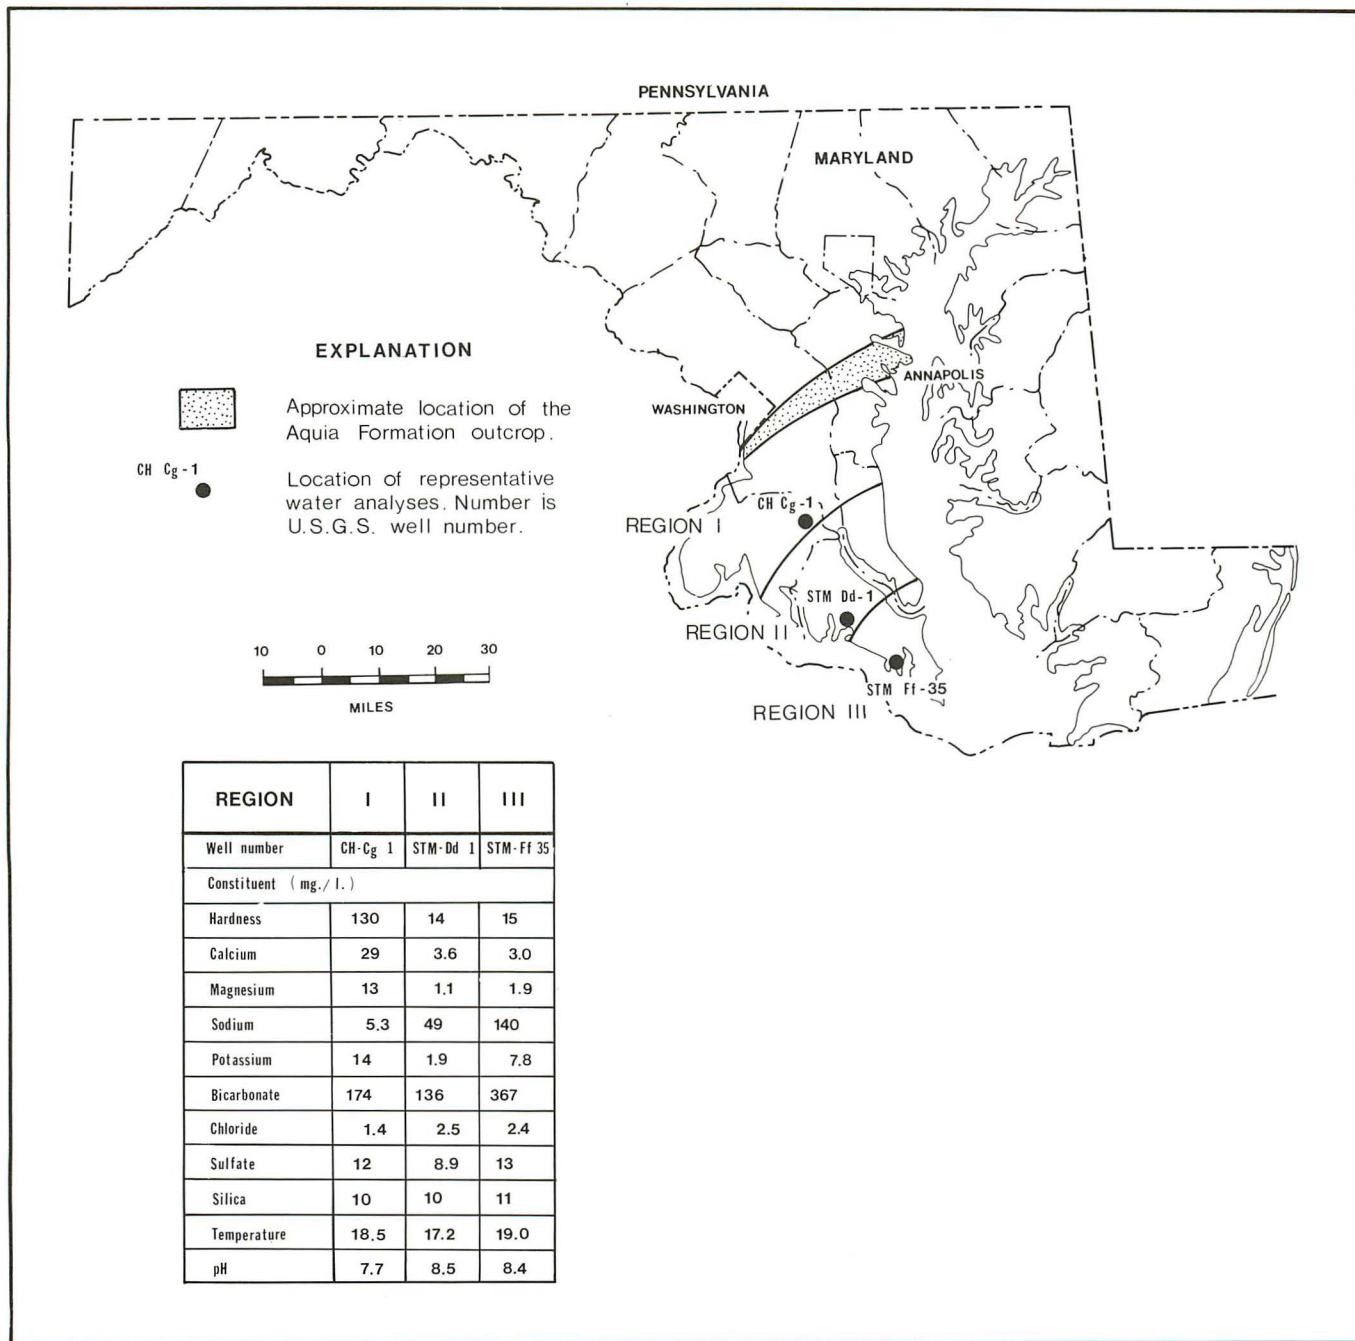 PENNSYLVANIA
MARYLAND
EXPLANATION
Approximate location of the
Aquia Formation outcrop.
CH Cg-1
Location of representative
water analyses. Number is
U.S.G.S. well number.
ANNAPOLIS
WASHINGTON
CH Cg-1
REGION I
STM Dd-1
REGION II
STM Ff-35
REGION III
10 0 10 20 30
MILES
REGION I II III
Well number CH-Cg 1 STM-Dd 1 STM-Ff 35
Constituent (mg./l.)
Hardness 130 14 15
Calcium 29 3.6 3.0
Magnesium 13 1.1 1.9
Sodium 5.3 49 140
Potassium 14 1.9 7.8
Bicarbonate 174 136 367
Chloride 1.4 2.5 2.4
Sulfate 12 8.9 13
Silica 10 10 11
Temperature 18.5 17.2 19.0
pH 7.7 8.5 8.4